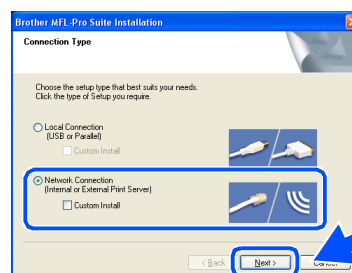 Brother MFL-Pro Suite Installation
Connection Type
Choose the setup type that best suits your needs.
Click the type of Setup you require.
Local Connection
(USB or Parallel)
Custom Install
Network Connection
(Internal or External Print Server)
Custom Install
< Back
Next >
Cancel